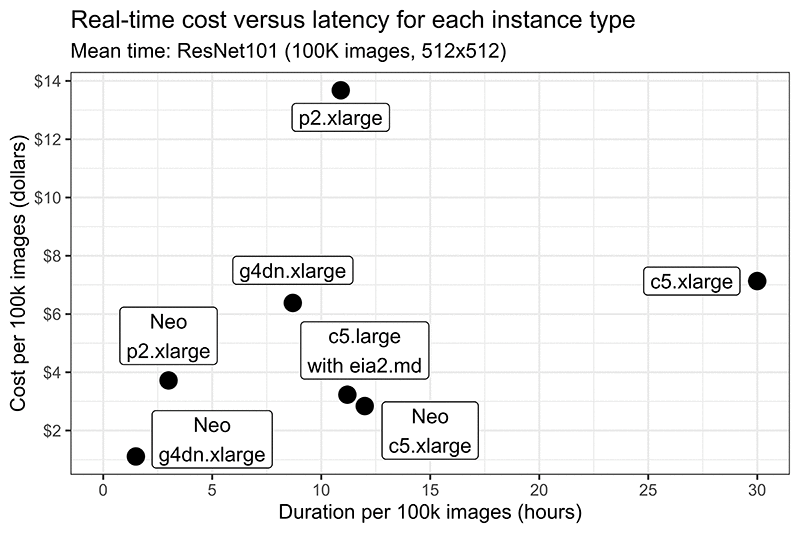 Real-time cost versus latency for each instance type
Mean time: ResNet101 (100K images, 512x512)
Cost per 100k images (dollars)
$14
$12
$10
$8
$6
$4
$2
p2.xlarge
g4dn.xlarge
c5.xlarge
Neo
p2.xlarge
c5.large
with eia2.md
Neo
g4dn.xlarge
Neo
c5.xlarge
0
5
10
15
20
25
30
Duration per 100k images (hours)